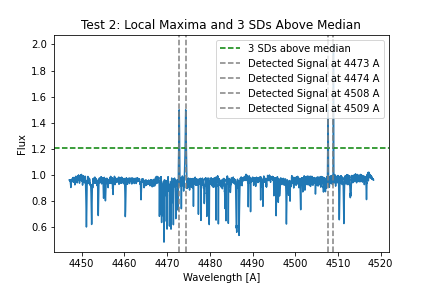 Test 2: Local Maxima and 3 SDs Above Median
3 SDs above median
Detected Signal at 4473 A
Detected Signal at 4474 A
Detected Signal at 4508 A
Detected Signal at 4509 A
2.0
1.8
1.6
1.4
1.2
1.0
0.8
0.6
Flux
4450
4460
4470
4480
4490
4500
4510
4520
Wavelength [A]